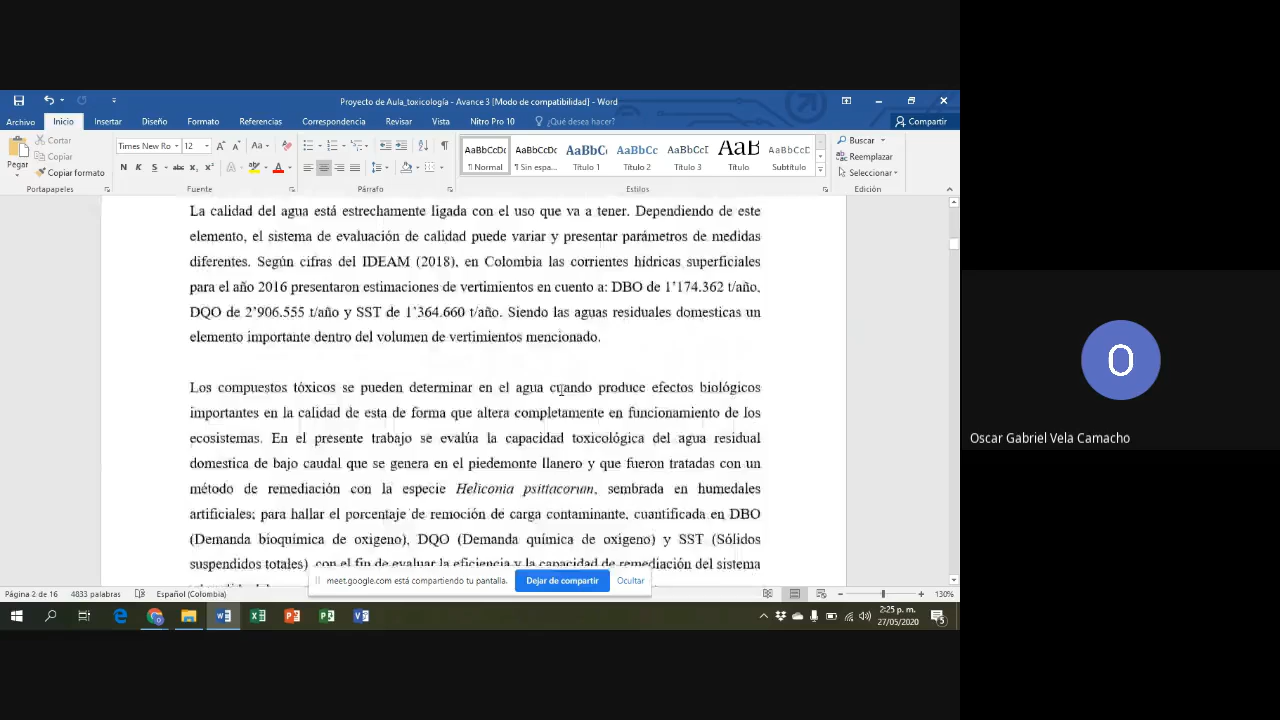 Proyecto de Aula_toxicología - Avance 3 [Modo de compatibilidad] - Word
Archivo Inicio Insertar Diseño Formato Referencias Correspondencia Revisar Vista Nitro Pro 10 ¿Qué desea hacer? Compartir
Pegar
Cortar
Copiar
Copiar formato
Portapapeles
Times New Ro 12 Aa
N K S abc x₂ x² A
Fuente
Párrafo
AaBbCcDc AaBbCcDc AaBbC AaBbCc AaBbCcD AaB AaBbCcD
¶ Normal ¶ Sin espa... Título 1 Título 2 Título 3 Título Subtítulo
Estilos
Buscar
Reemplazar
Seleccionar
Edición
La calidad del agua está estrechamente ligada con el uso que va a tener. Dependiendo de este
elemento, el sistema de evaluación de calidad puede variar y presentar parámetros de medidas
diferentes. Según cifras del IDEAM (2018), en Colombia las corrientes hídricas superficiales
para el año 2016 presentaron estimaciones de vertimientos en cuento a: DBO de 1’174.362 t/año,
DQO de 2’906.555 t/año y SST de 1’364.660 t/año. Siendo las aguas residuales domesticas un
elemento importante dentro del volumen de vertimientos mencionado.
Los compuestos tóxicos se pueden determinar en el agua cuando produce efectos biológicos
importantes en la calidad de esta de forma que altera completamente en funcionamiento de los
ecosistemas. En el presente trabajo se evalúa la capacidad toxicológica del agua residual
domestica de bajo caudal que se genera en el piedemonte llanero y que fueron tratadas con un
método de remediación con la especie Heliconia psittacorum, sembrada en humedales
artificiales; para hallar el porcentaje de remoción de carga contaminante, cuantificada en DBO
(Demanda bioquímica de oxigeno), DQO (Demanda química de oxigeno) y SST (Sólidos
suspendidos totales) con el fin de evaluar la eficiencia y la capacidad de remediación del sistema
meet.google.com está compartiendo tu pantalla. Dejar de compartir Ocultar
Página 2 de 16 4833 palabras Español (Colombia) 130%
2:25 p. m.
27/05/2020
5
O
Oscar Gabriel Vela Camacho